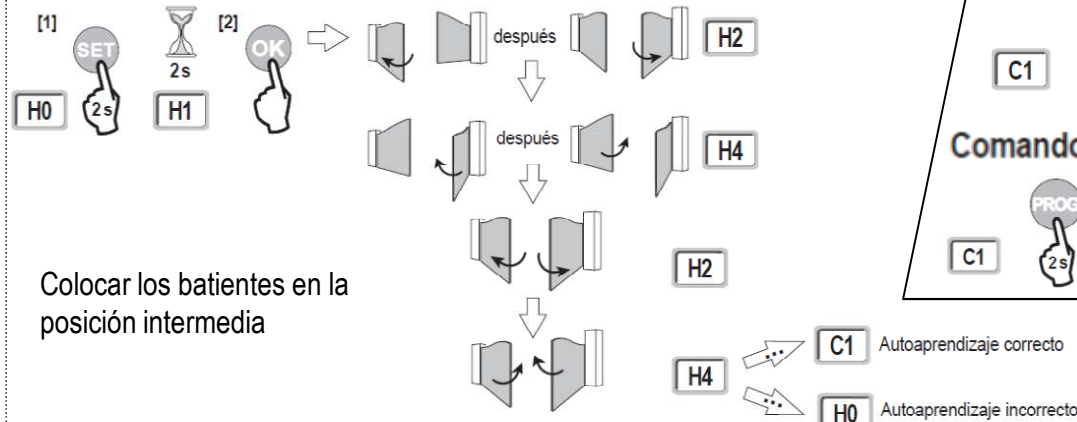 [1]
SET
2s
H0
2s
H1
[2]
OK
después
H2
después
H4
H2
Colocar los batientes en la
posición intermedia
H4
C1 Autoaprendizaje correcto
H0 Autoaprendizaje incorrecto
C1
Comando
PROG
C1
2s